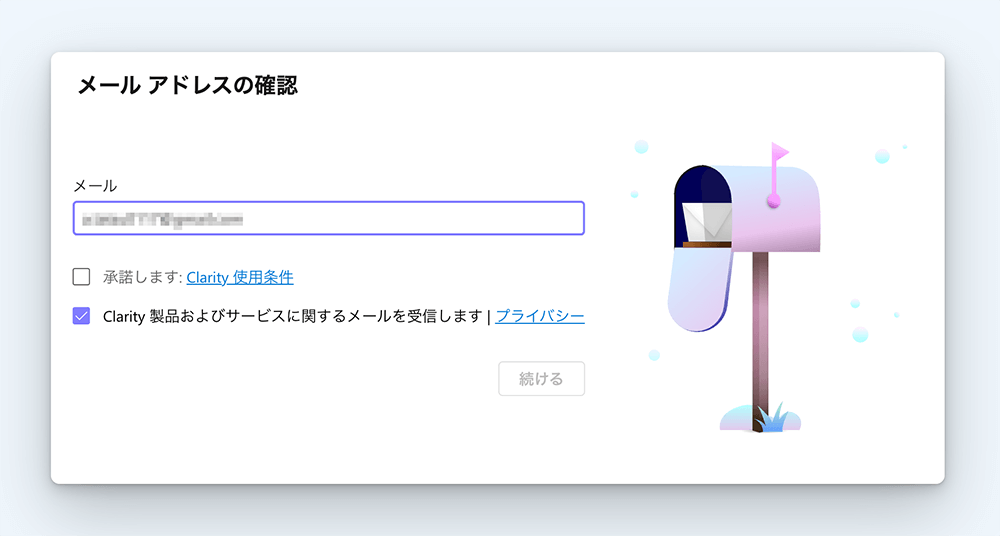 メール アドレスの確認
メール
承諾します: Clarity 使用条件
Clarity 製品およびサービスに関するメールを受信します | プライバシー
続ける